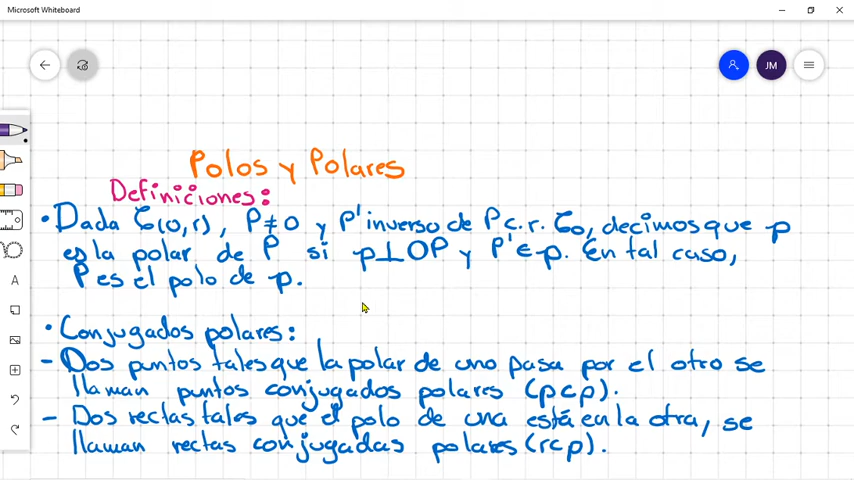 Microsoft Whiteboard
JM
A
Polos y Polares
Definiciones:
• Dada ζ(0,r), P≠0 y P' inverso de P c.r. ζ₀, decimos que p
es la polar de P si p⊥OP y P'∈p. En tal caso,
P es el polo de p.
• Conjugados polares:
- Dos puntos tales que la polar de uno pasa por el otro se
llaman puntos conjugados polares (pcp).
- Dos rectas tales que el polo de una está en la otra, se
llaman rectas conjugadas polares (rcp).